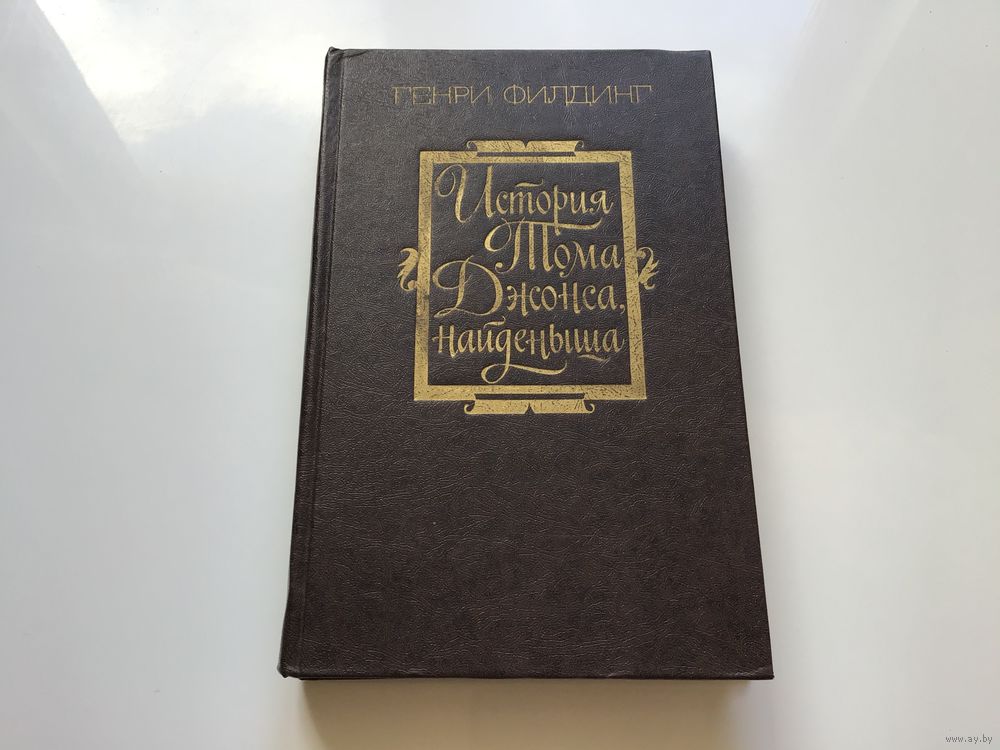 ГЕНРИ ФИЛДИНГ
История
Тома
Джонса,
найденыша
www.ay.by